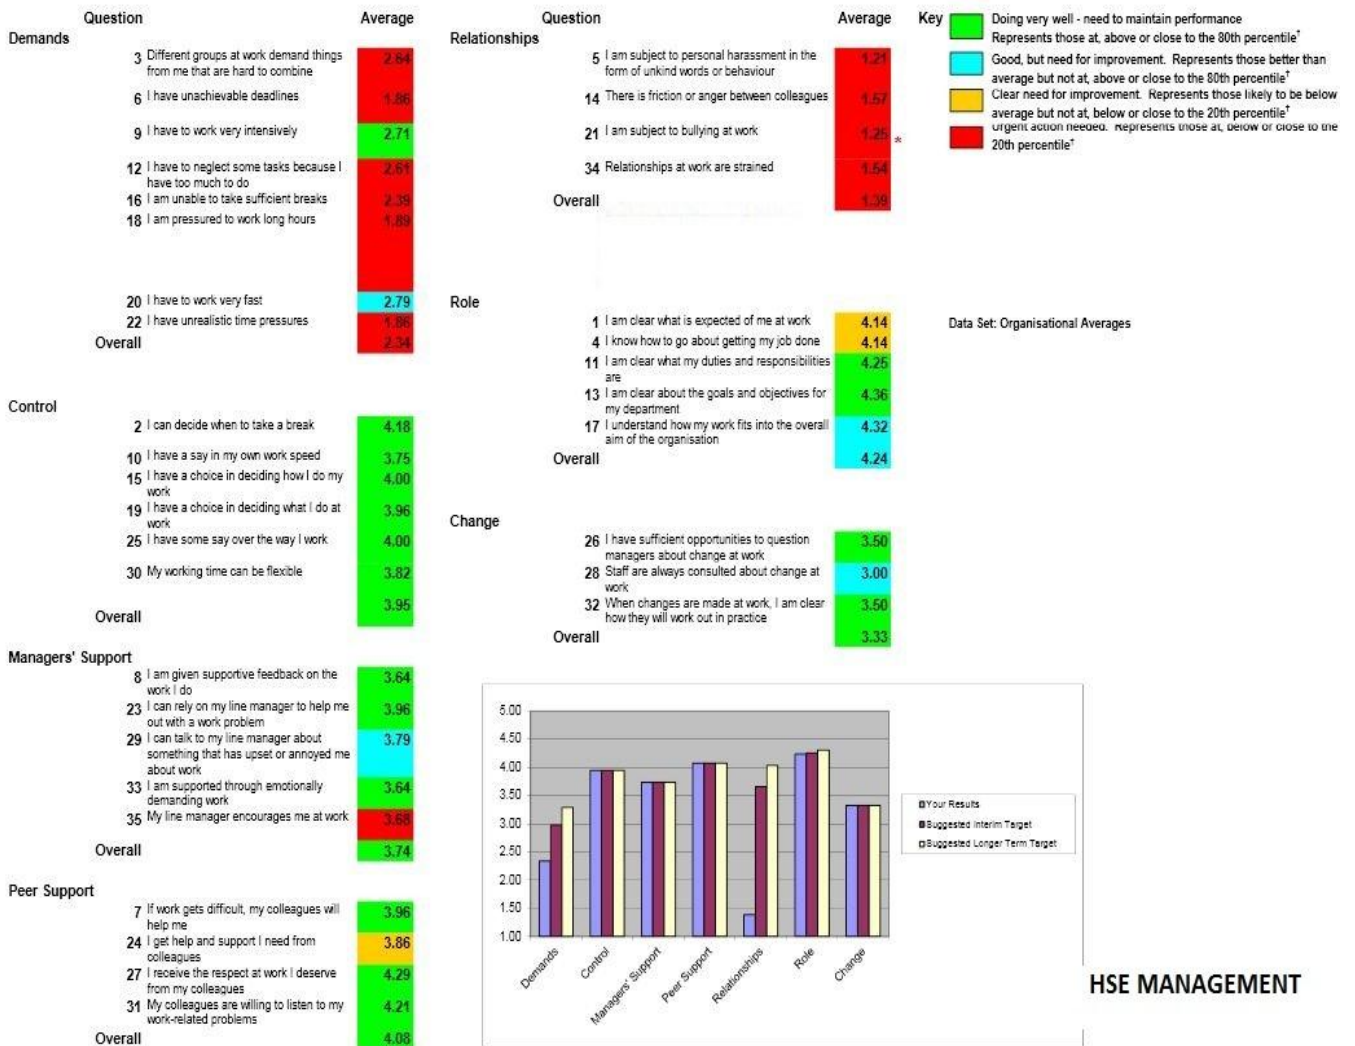 Question Average
Demands
3 Different groups at work demand things 2.64
from me that are hard to combine
6 I have unachievable deadlines 1.86
9 I have to work very intensively 2.71
12 I have to neglect some tasks because I 2.61
have too much to do
16 I am unable to take sufficient breaks 2.39
18 I am pressured to work long hours 1.89
20 I have to work very fast 2.79
22 I have unrealistic time pressures 1.86
Overall 2.34
Control
2 I can decide when to take a break 4.18
10 I have a say in my own work speed 3.75
15 I have a choice in deciding how I do my 4.00
work
19 I have a choice in deciding what I do at 3.96
work
25 I have some say over the way I work 4.00
30 My working time can be flexible 3.82
3.95
Overall
Managers' Support
8 I am given supportive feedback on the 3.64
work I do
23 I can rely on my line manager to help me 3.96
out with a work problem
29 I can talk to my line manager about 3.79
something that has upset or annoyed me
about work
33 I am supported through emotionally 3.64
demanding work
35 My line manager encourages me at work 3.68
Overall 3.74
Peer Support
7 If work gets difficult, my colleagues will 3.96
help me
24 I get help and support I need from 3.86
colleagues
27 I receive the respect at work I deserve 4.29
from my colleagues
31 My colleagues are willing to listen to my 4.21
work-related problems
Overall 4.08
Question Average
Relationships
5 I am subject to personal harassment in the 1.21
form of unkind words or behaviour
14 There is friction or anger between colleagues 1.57
21 I am subject to bullying at work 1.25 *
34 Relationships at work are strained 1.54
Overall 1.39
Role
1 I am clear what is expected of me at work 4.14
4 I know how to go about getting my job done 4.14
11 I am clear what my duties and responsibilities 4.25
are
13 I am clear about the goals and objectives for 4.36
my department
17 I understand how my work fits into the overall 4.32
aim of the organisation
Overall 4.24
Change
26 I have sufficient opportunities to question 3.50
managers about change at work
28 Staff are always consulted about change at 3.00
work
32 When changes are made at work, I am clear 3.50
how they will work out in practice
Overall 3.33
Key
Doing very well - need to maintain performance
Represents those at, above or close to the 80th percentile†
Good, but need for improvement. Represents those better than
average but not at, above or close to the 80th percentile†
Clear need for improvement. Represents those likely to be below
average but not at, below or close to the 20th percentile†
Urgent action needed. Represents those at, below or close to the
20th percentile†
Data Set: Organisational Averages
5.00
4.50
4.00
3.50
3.00
2.50
2.00
1.50
1.00
Demands
Control
Managers' Support
Peer Support
Relationships
Role
Change
Your Results
Suggested Interim Target
Suggested Longer Term Target
HSE MANAGEMENT